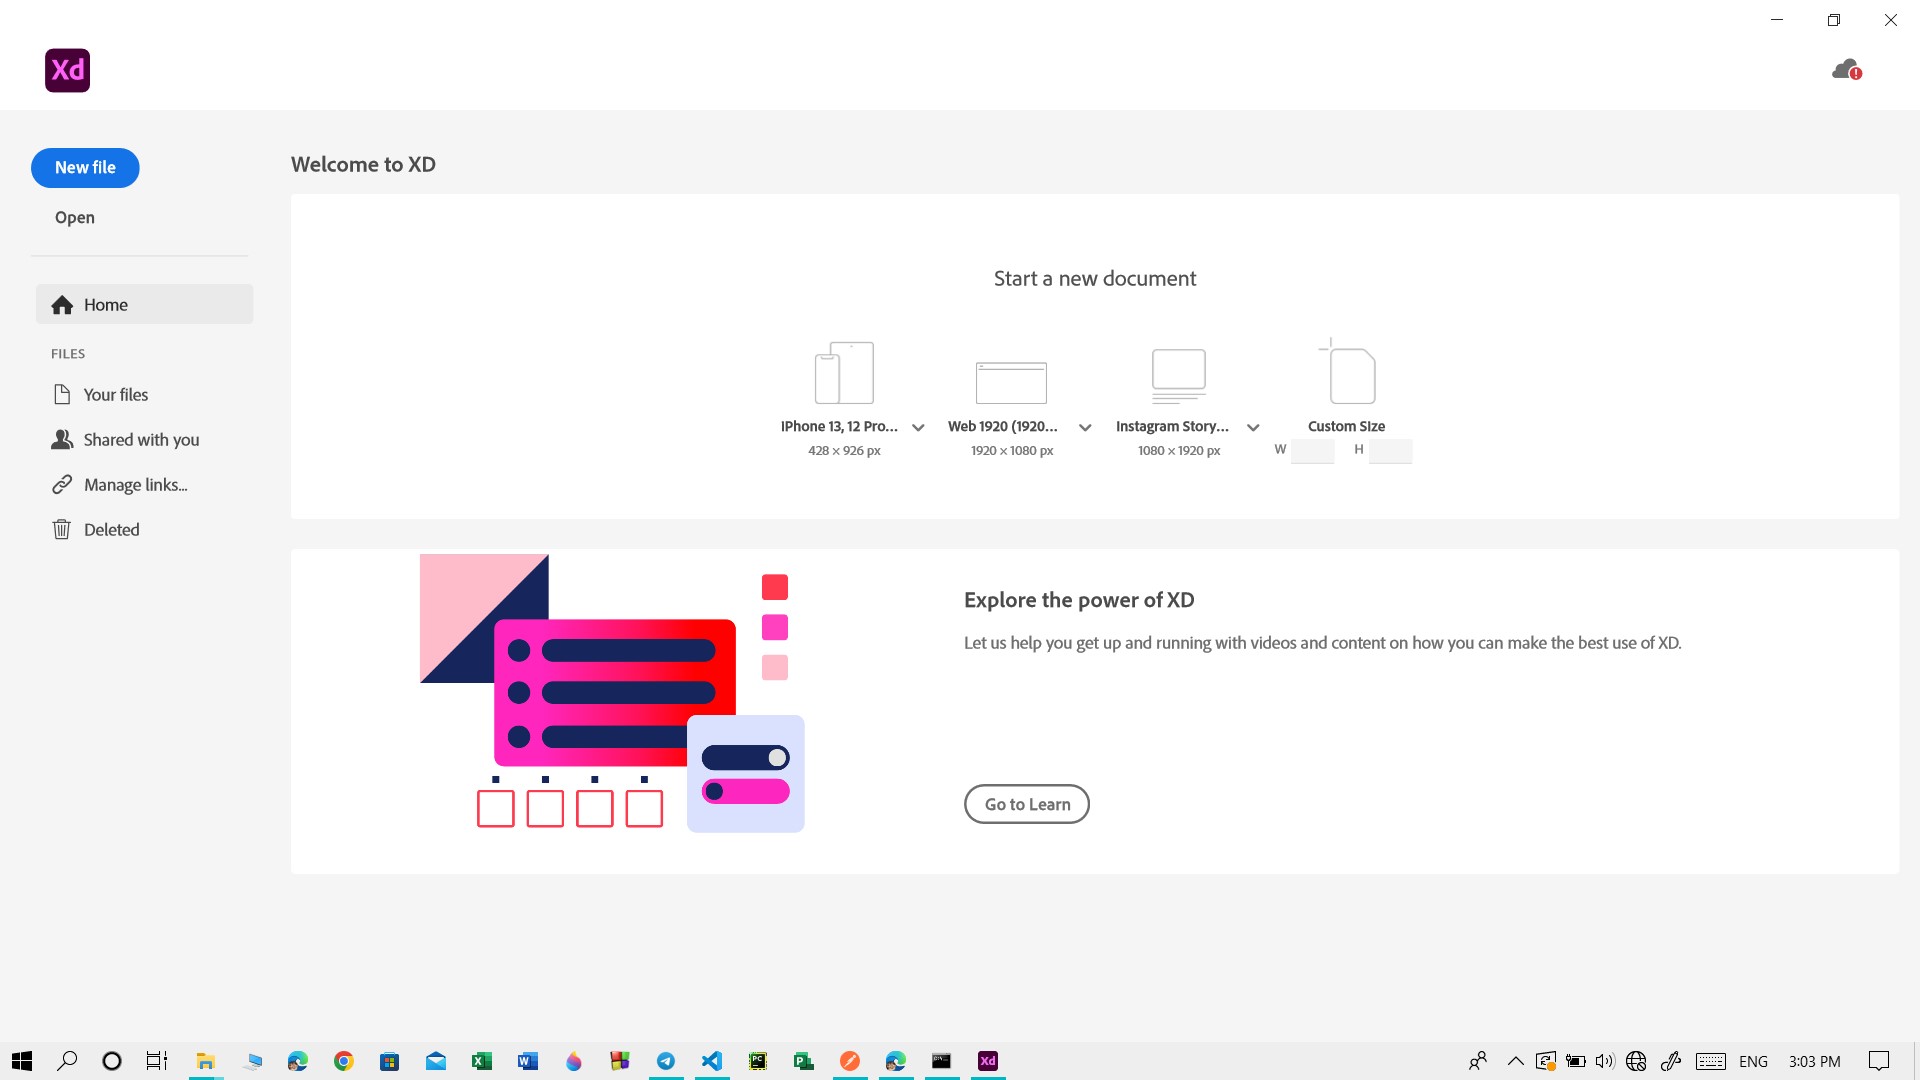 Xd
New file
Open
Home
FILES
Your files
Shared with you
Manage links...
Deleted
Welcome to XD
Start a new document
IPhone 13, 12 Pro...
428 × 926 px
Web 1920 (1920...
1920 × 1080 px
Instagram Story...
1080 × 1920 px
Custom Size
W
H
Explore the power of XD
Let us help you get up and running with videos and content on how you can make the best use of XD.
Go to Learn
ENG
3:03 PM